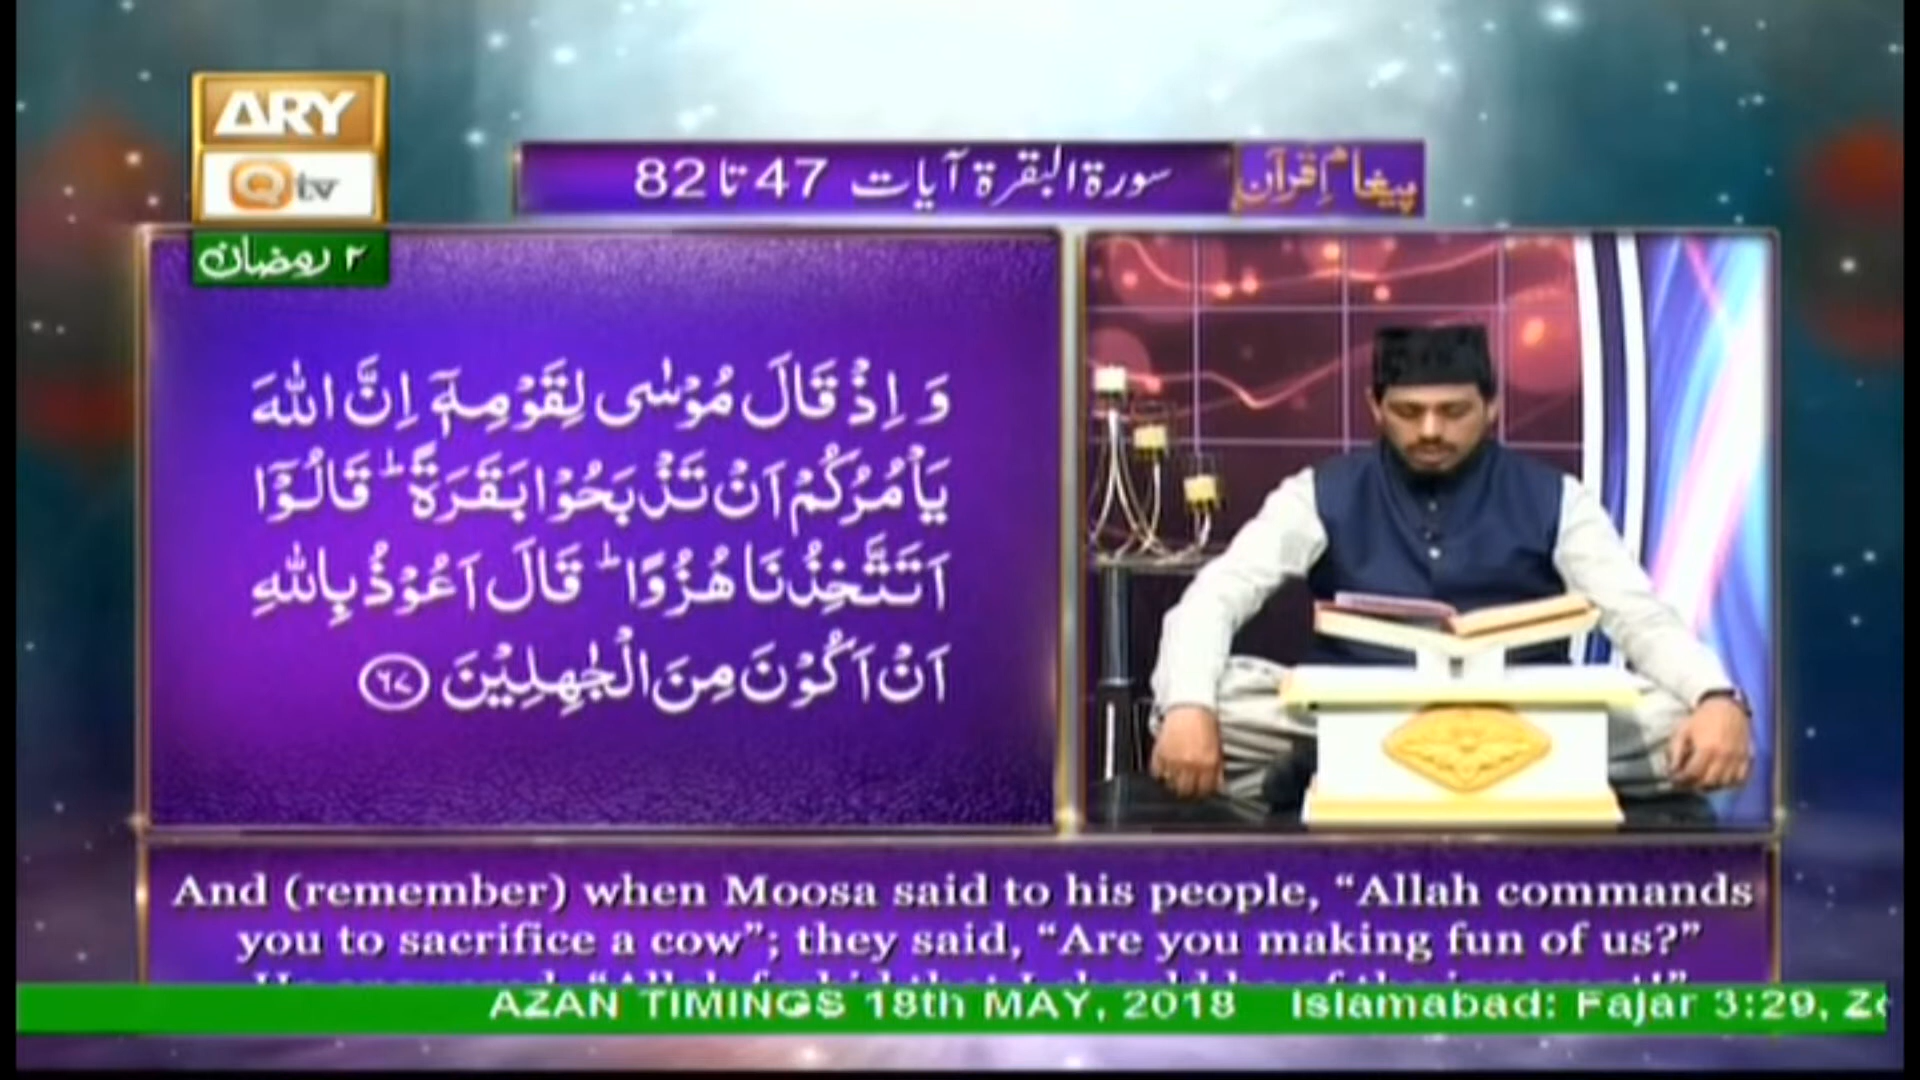 ARY
Qtv
۲ رمضان
پیغامِ قرآن
سورۃ البقرۃ آیات 47 تا 82
وَ اِذْ قَالَ مُوْسٰی لِقَوْمِهٖۤ اِنَّ اللّٰهَ
یَاْمُرُكُمْ اَنْ تَذْبَحُوْا بَقَرَةًؕ قَالُوْۤا
اَتَتَّخِذُنَا هُزُوًاؕ قَالَ اَعُوْذُ بِاللّٰهِ
اَنْ اَكُوْنَ مِنَ الْجٰهِلِیْنَ ۶۷
And (remember) when Moosa said to his people, “Allah commands
you to sacrifice a cow”; they said, “Are you making fun of us?”
AZAN TIMINGS 18th MAY, 2018 Islamabad: Fajar 3:29,